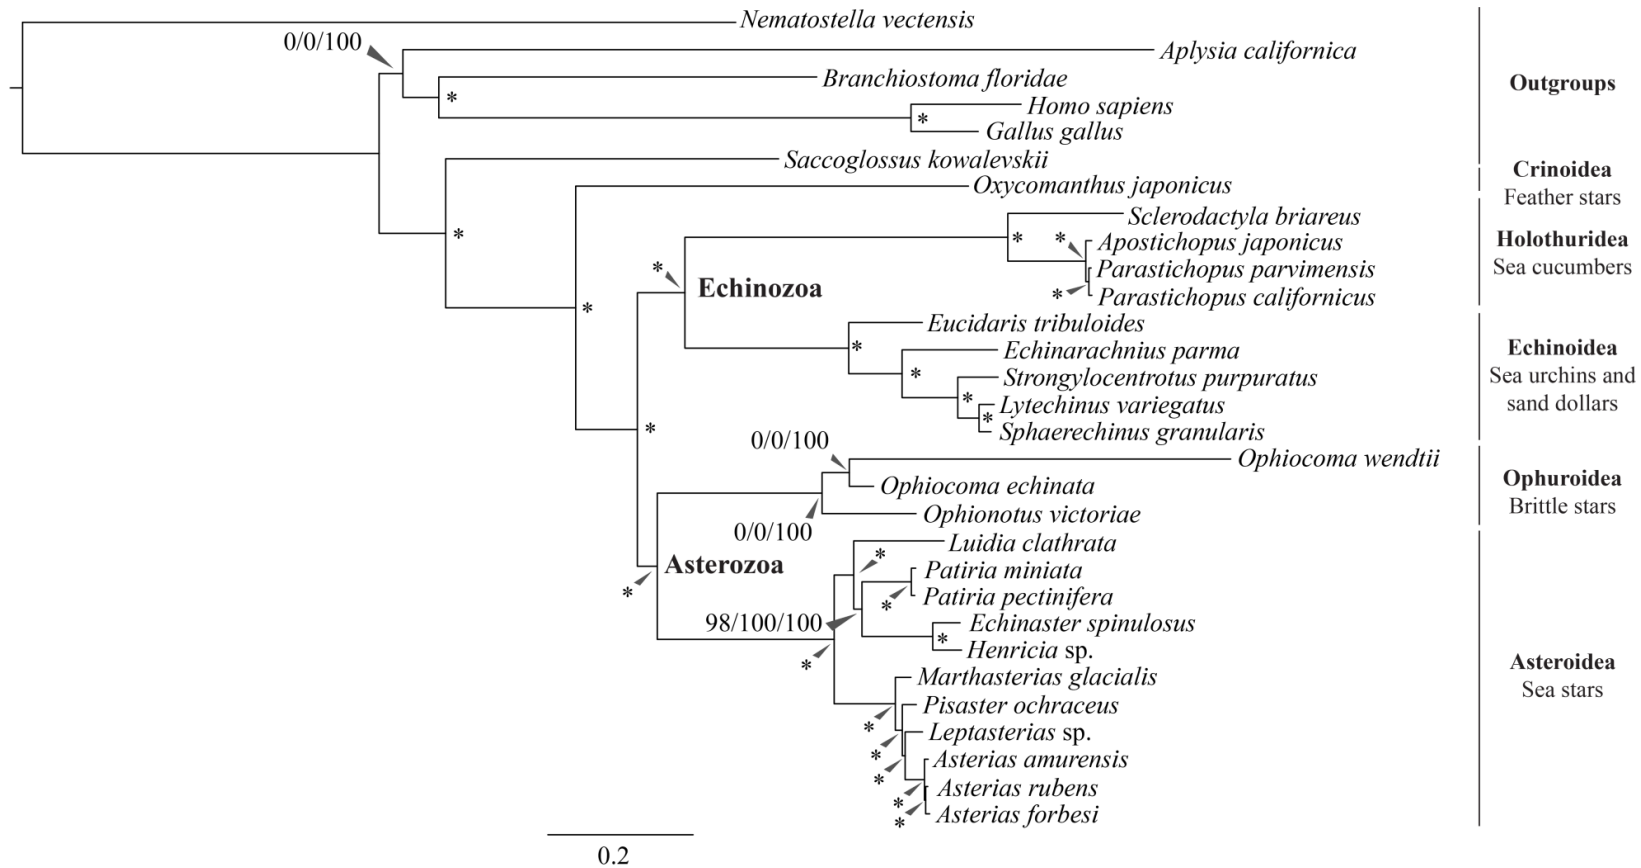 Nematostella vectensis
0/0/100
Aplysia californica
Branchiostoma floridae
*
Homo sapiens
*
Gallus gallus
Outgroups
Saccoglossus kowalevskii
*
Oxycomanthus japonicus
*
Crinoidea
Feather stars
Sclerodactyla briareus
*
*
Apostichopus japonicus
Parastichopus parvimensis
*
Parastichopus californicus
Holothuridea
Sea cucumbers
*
Echinozoa
Eucidaris tribuloides
*
Echinarachnius parma
*
Strongylocentrotus purpuratus
*
Lytechinus variegatus
*
Sphaerechinus granularis
Echinoidea
Sea urchins and
sand dollars
*
0/0/100
Ophiocoma wendtii
Ophiocoma echinata
Ophionotus victoriae
0/0/100
Ophuroidea
Brittle stars
Asterozoa
*
Luidia clathrata
*
Patiria miniata
*
Patiria pectinifera
98/100/100
Echinaster spinulosus
*
Henricia sp.
*
Marthasterias glacialis
*
Pisaster ochraceus
*
Leptasterias sp.
*
Asterias amurensis
*
Asterias rubens
*
Asterias forbesi
Asteroidea
Sea stars
0.2